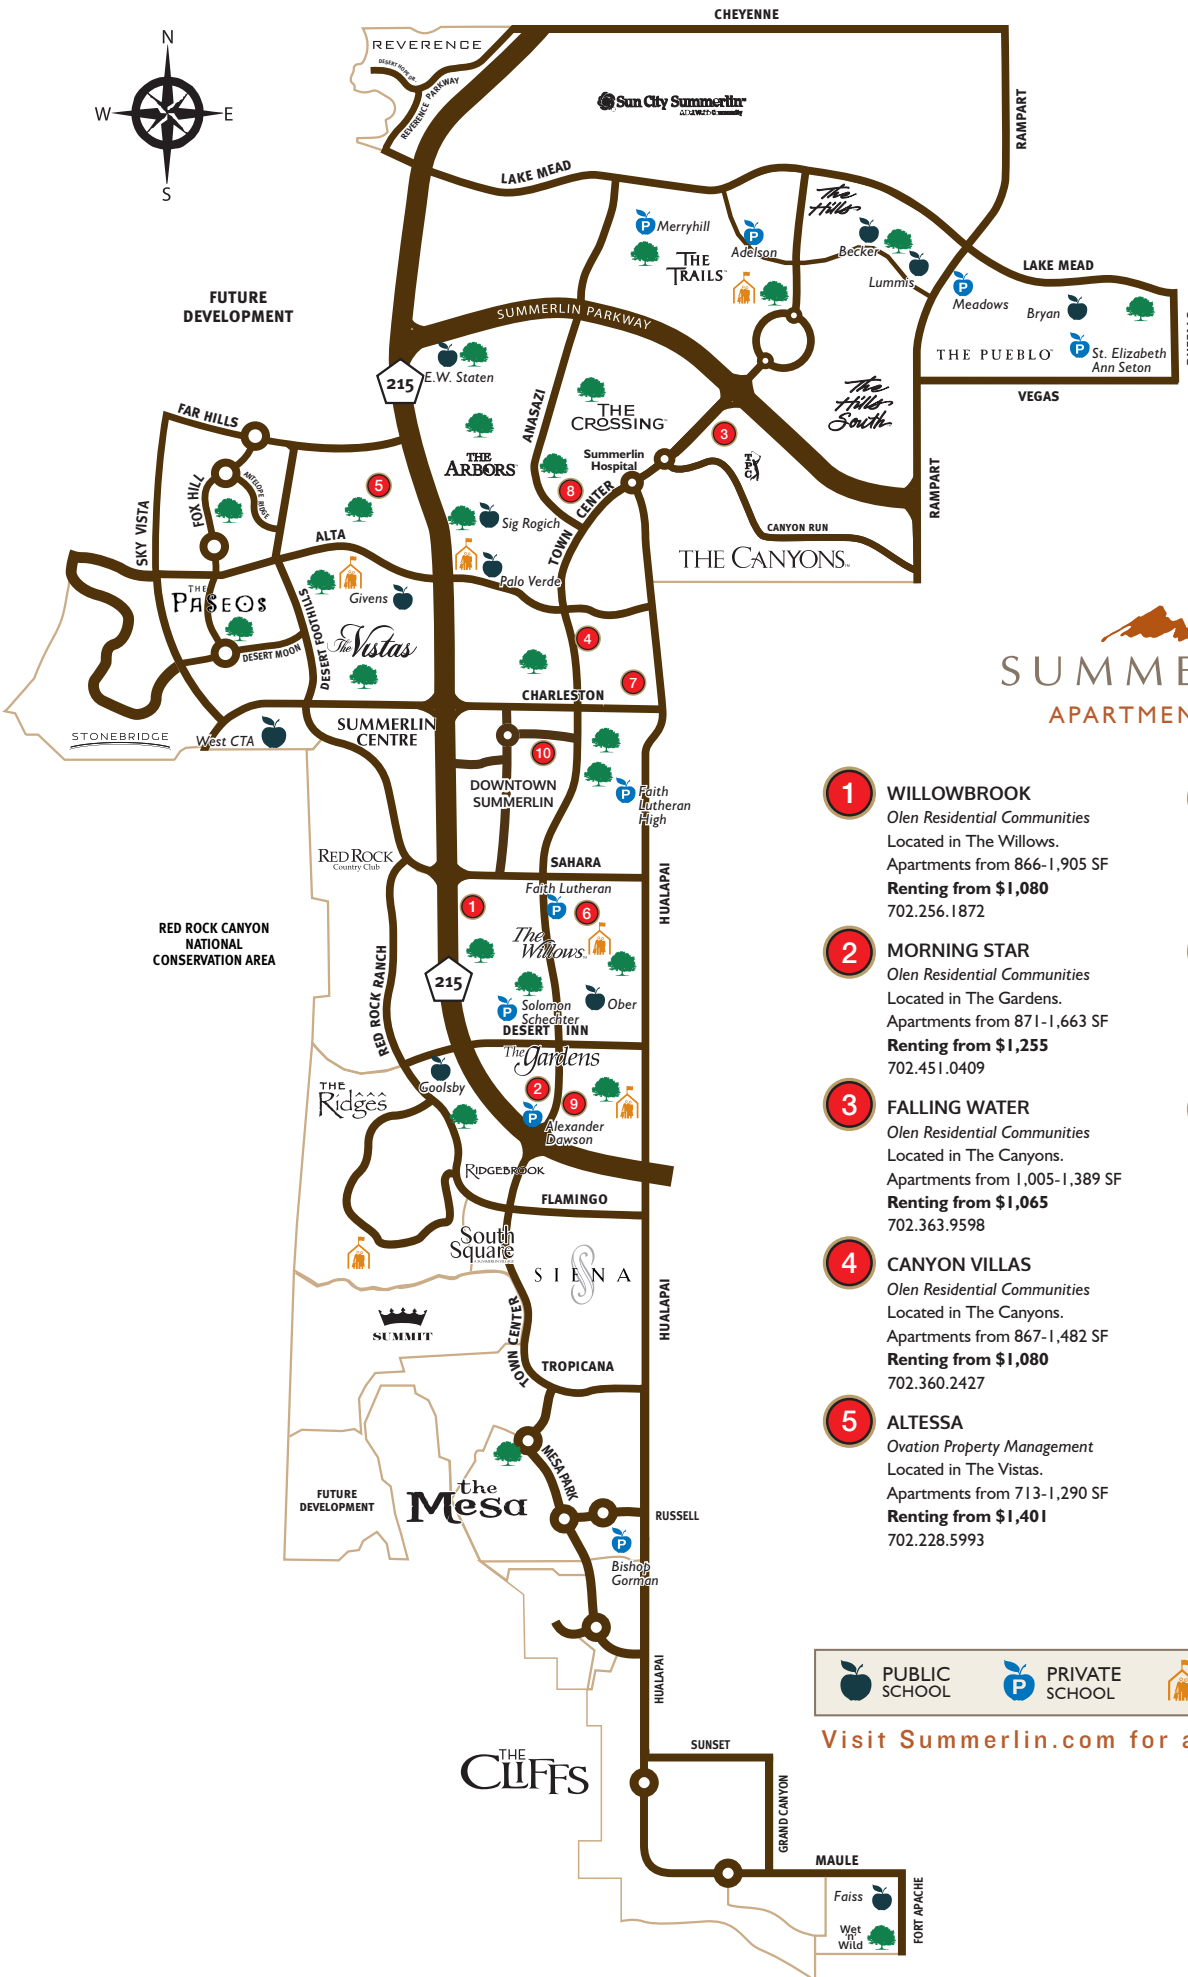 CHEYENNE
N
W
E
S
REVERENCE
DESERT HOPE DR.
REVERENCE PARKWAY
Sun City Summerlin
RAMPART
LAKE MEAD
The
Hills
Merryhill
Adelson
Becker
Lummis
THE
TRAILS
LAKE MEAD
Meadows
Bryan
St. Elizabeth
Ann Seton
THE PUEBLO
VEGAS
FUTURE
DEVELOPMENT
SUMMERLIN PARKWAY
215
E.W. Staten
ANASAZI
THE
CROSSING
The
Hills
South
FAR HILLS
THE
ARBORS
Summerlin
Hospital
3
TPC
RAMPART
SKY VISTA
FOX HILL
ANTELOPE RIDGE
5
8
TOWN CENTER
Sig Rogich
CANYON RUN
ALTA
THE CANYONS
Palo Verde
Givens
THE
PASEOS
DESERT FOOTHILLS
The Vistas
DESERT MOON
4
7
CHARLESTON
STONEBRIDGE
West CTA
SUMMERLIN
CENTRE
10
DOWNTOWN
SUMMERLIN
Faith
Lutheran
High
RED ROCK
Country Club
SAHARA
HUALAPAI
Faith Lutheran
1
6
The
Willows
RED ROCK CANYON
NATIONAL
CONSERVATION AREA
RED ROCK RANCH
215
Solomon
Schechter
Ober
DESERT INN
The Gardens
Goolsby
2
9
Alexander
Dawson
THE
Ridges
RIDGEBROOK
FLAMINGO
South
Square
SIENA
HUALAPAI
SUMMIT
TOWN CENTER
TROPICANA
MESA PARK
the
Mesa
FUTURE
DEVELOPMENT
RUSSELL
Bishop
Gorman
HUALAPAI
THE
CLIFFS
SUNSET
GRAND CANYON
MAULE
Faiss
FORT APACHE
Wet
'n'
Wild
SUMME
APARTMEN
1 WILLOWBROOK
Olen Residential Communities
Located in The Willows.
Apartments from 866-1,905 SF
Renting from $1,080
702.256.1872
2 MORNING STAR
Olen Residential Communities
Located in The Gardens.
Apartments from 871-1,663 SF
Renting from $1,255
702.451.0409
3 FALLING WATER
Olen Residential Communities
Located in The Canyons.
Apartments from 1,005-1,389 SF
Renting from $1,065
702.363.9598
4 CANYON VILLAS
Olen Residential Communities
Located in The Canyons.
Apartments from 867-1,482 SF
Renting from $1,080
702.360.2427
5 ALTESSA
Ovation Property Management
Located in The Vistas.
Apartments from 713-1,290 SF
Renting from $1,401
702.228.5993
PUBLIC
SCHOOL
P PRIVATE
SCHOOL
Visit Summerlin.com for a